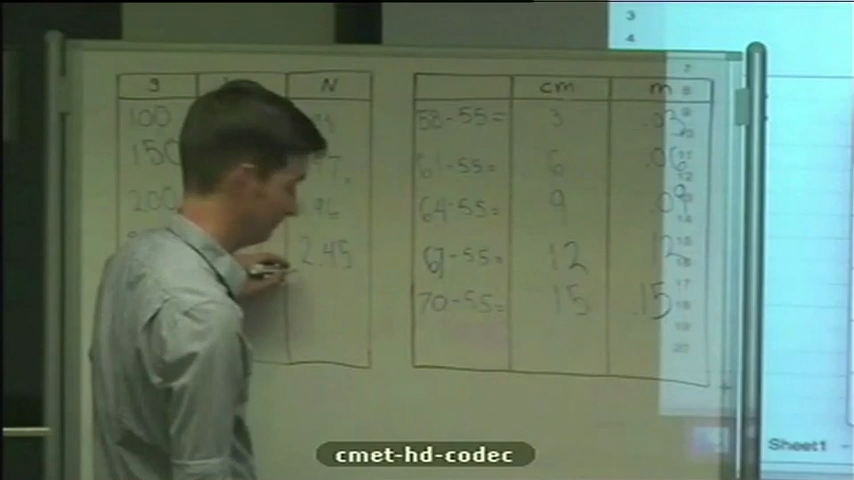 g N
100
150
200
.96
2.45
cm m
58-55= 3 .03
61-55= 6 .06
64-55= 9 .09
67-55= 12 .12
70-55= 15 .15
3
4
7
8
9
10
11
12
13
14
15
16
17
18
19
20
Sheet1
cmet-hd-codec